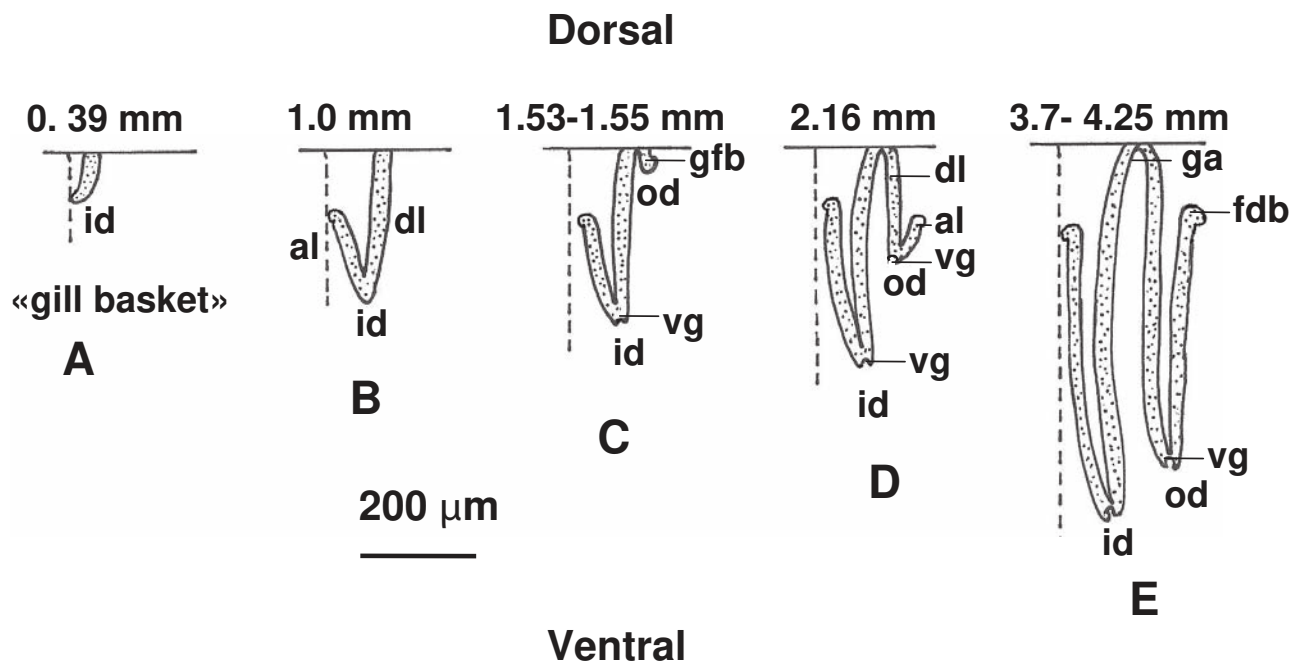 Dorsal
0. 39 mm
1.0 mm
1.53-1.55 mm
2.16 mm
3.7- 4.25 mm
id
«gill basket»
A
al
dl
id
B
gfb
od
vg
id
C
dl
al
vg
od
vg
id
D
ga
fdb
vg
od
id
E
200 μm
Ventral